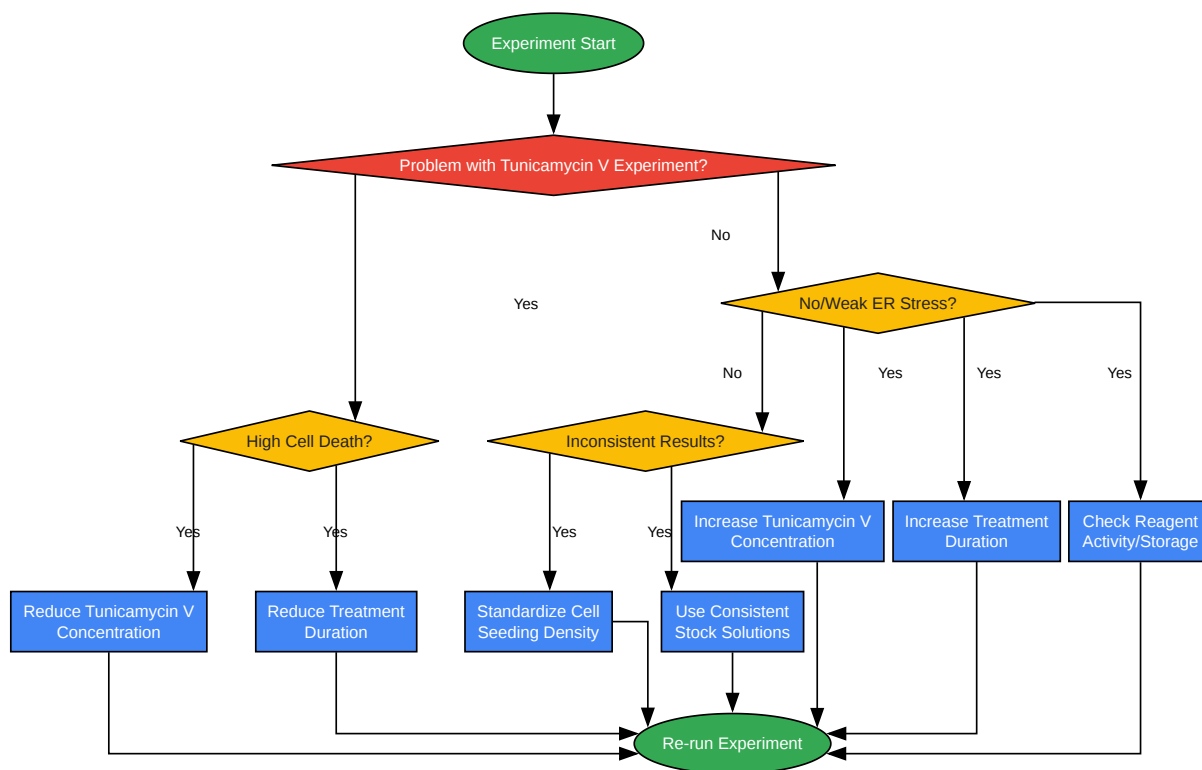 Experiment Start
Problem with Tunicamycin V Experiment?
No
Yes
No/Weak ER Stress?
No
Yes
Yes
Yes
High Cell Death?
Inconsistent Results?
Yes
Yes
Yes
Yes
Increase Tunicamycin V
Concentration
Increase Treatment
Duration
Check Reagent
Activity/Storage
Reduce Tunicamycin V
Concentration
Reduce Treatment
Duration
Standardize Cell
Seeding Density
Use Consistent
Stock Solutions
Re-run Experiment